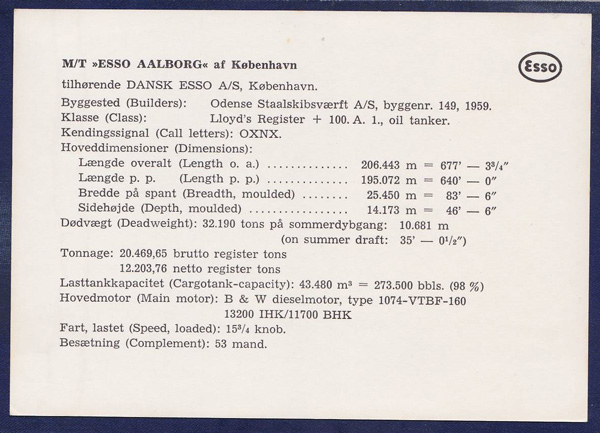 M/T »ESSO AALBORG« af København
Esso
tilhørende DANSK ESSO A/S, København.
Byggested (Builders): Odense Staalskibsværft A/S, byggenr. 149, 1959.
Klasse (Class): Lloyd's Register + 100. A. 1., oil tanker.
Kendingssignal (Call letters): OXNX.
Hoveddimensioner (Dimensions):
Længde overalt (Length o. a.) .............. 206.443 m = 677' — 3³/₄"
Længde p. p. (Length p. p.) .............. 195.072 m = 640' — 0"
Bredde på spant (Breadth, moulded) ........ 25.450 m = 83' — 6"
Sidehøjde (Depth, moulded) ................ 14.173 m = 46' — 6"
Dødvægt (Deadweight): 32.190 tons på sommerdybgang: 10.681 m
(on summer draft: 35' — 0¹/₂")
Tonnage: 20.469,65 brutto register tons
12.203,76 netto register tons
Lasttankkapacitet (Cargotank-capacity): 43.480 m³ = 273.500 bbls. (98 %)
Hovedmotor (Main motor): B & W dieselmotor, type 1074-VTBF-160
13200 IHK/11700 BHK
Fart, lastet (Speed, loaded): 15³/₄ knob.
Besætning (Complement): 53 mand.